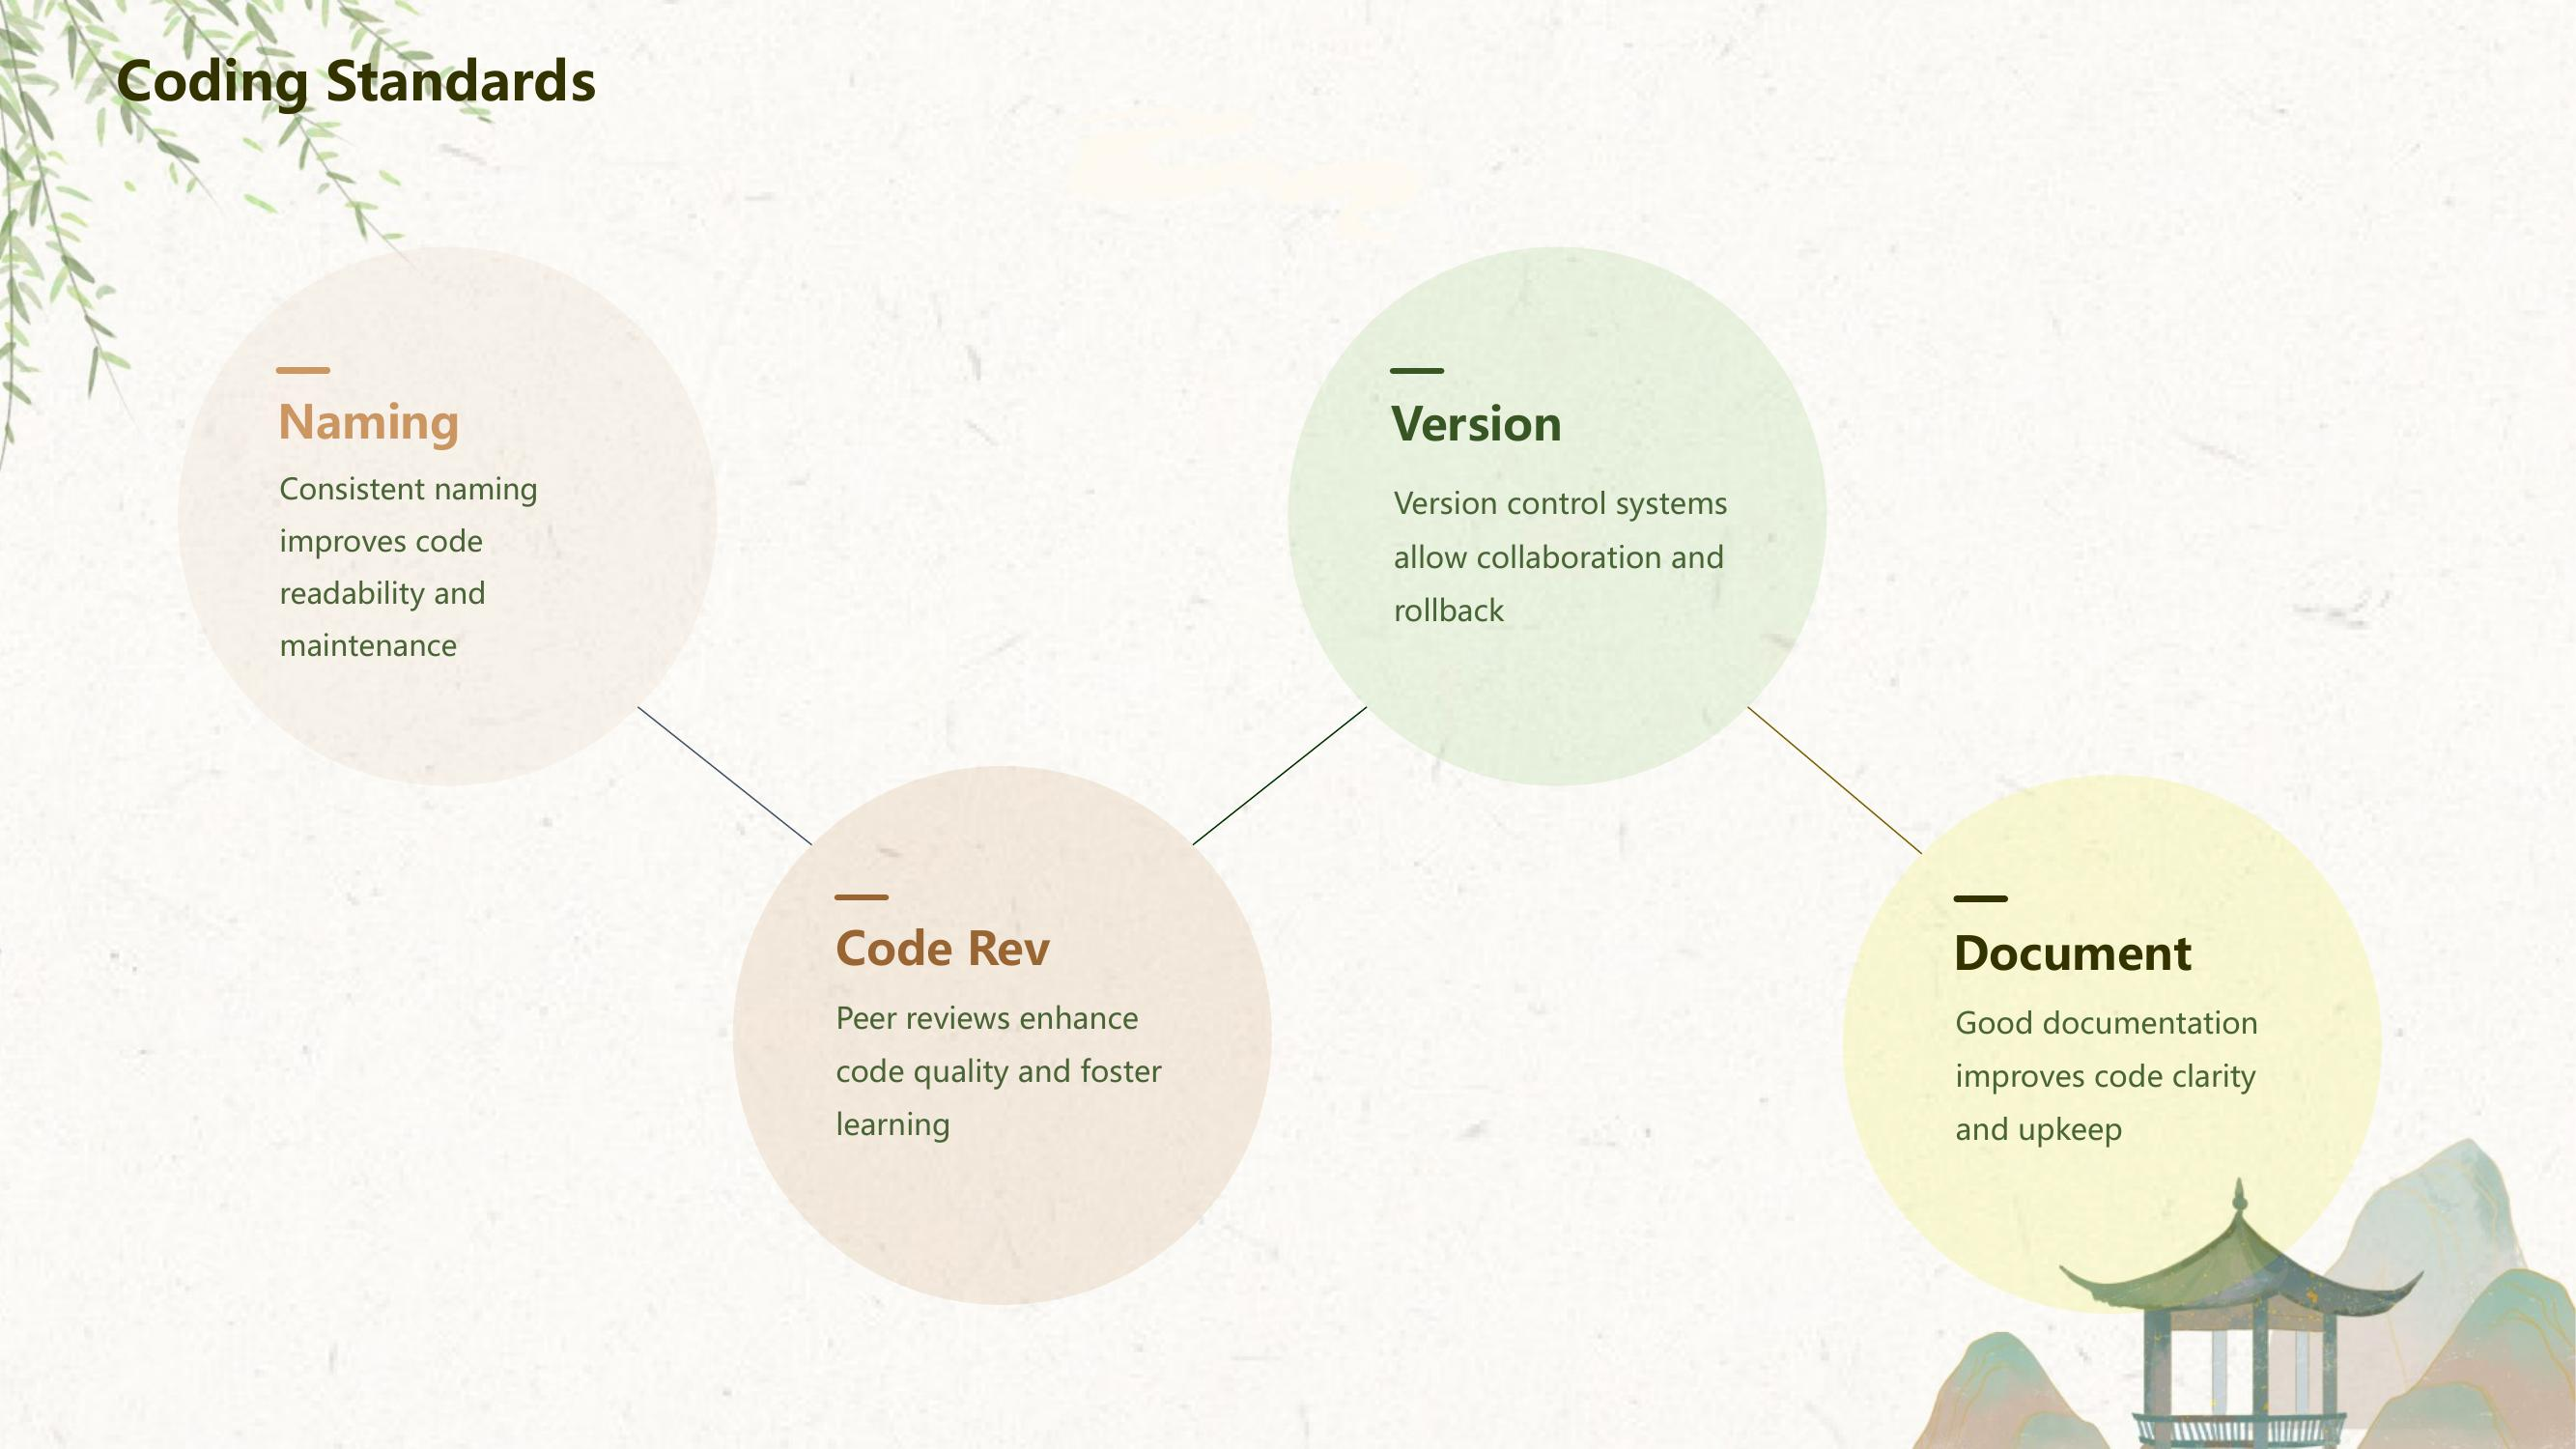 Coding Standards
Naming
Consistent naming
improves code
readability and
maintenance
Code Rev
Peer reviews enhance
code quality and foster
learning
Version
Version control systems
allow collaboration and
rollback
Document
Good documentation
improves code clarity
and upkeep